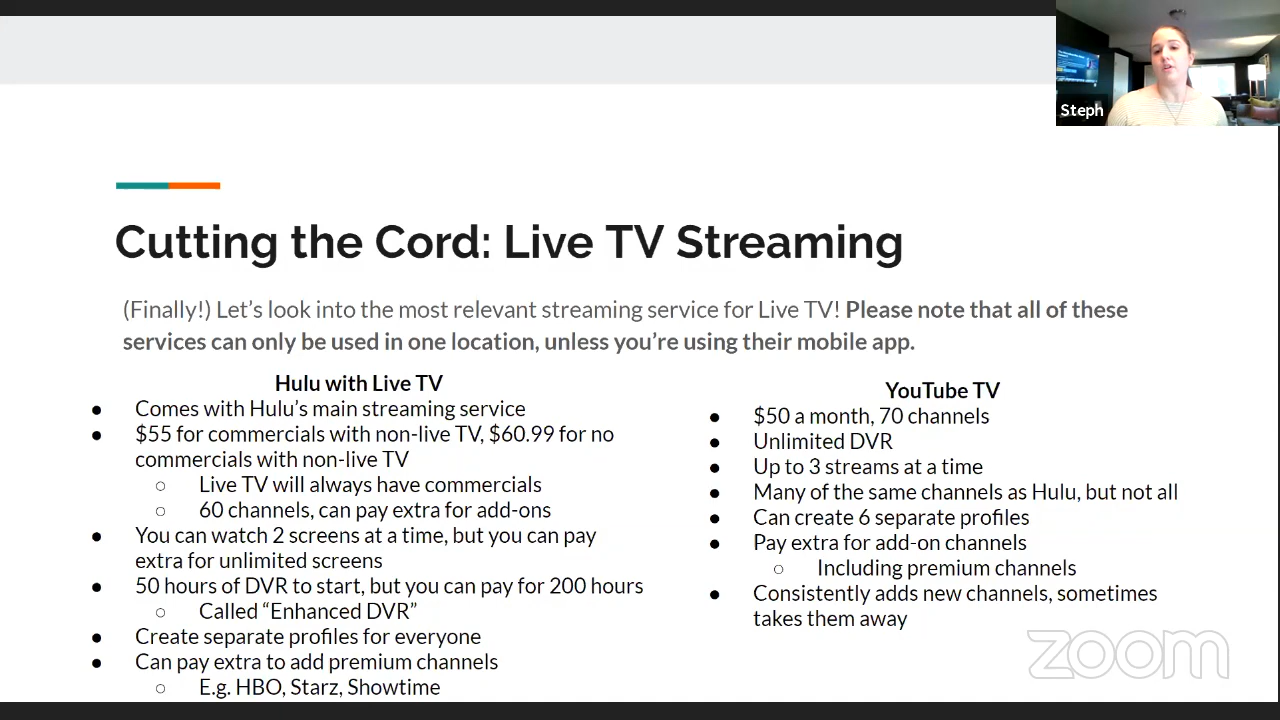 Steph
Cutting the Cord: Live TV Streaming
(Finally!) Let’s look into the most relevant streaming service for Live TV! Please note that all of these
services can only be used in one location, unless you’re using their mobile app.
Hulu with Live TV
● Comes with Hulu’s main streaming service
● $55 for commercials with non-live TV, $60.99 for no
commercials with non-live TV
○ Live TV will always have commercials
○ 60 channels, can pay extra for add-ons
● You can watch 2 screens at a time, but you can pay
extra for unlimited screens
● 50 hours of DVR to start, but you can pay for 200 hours
○ Called “Enhanced DVR”
● Create separate profiles for everyone
● Can pay extra to add premium channels
○ E.g. HBO, Starz, Showtime
YouTube TV
● $50 a month, 70 channels
● Unlimited DVR
● Up to 3 streams at a time
● Many of the same channels as Hulu, but not all
● Can create 6 separate profiles
● Pay extra for add-on channels
○ Including premium channels
● Consistently adds new channels, sometimes
takes them away
zoom